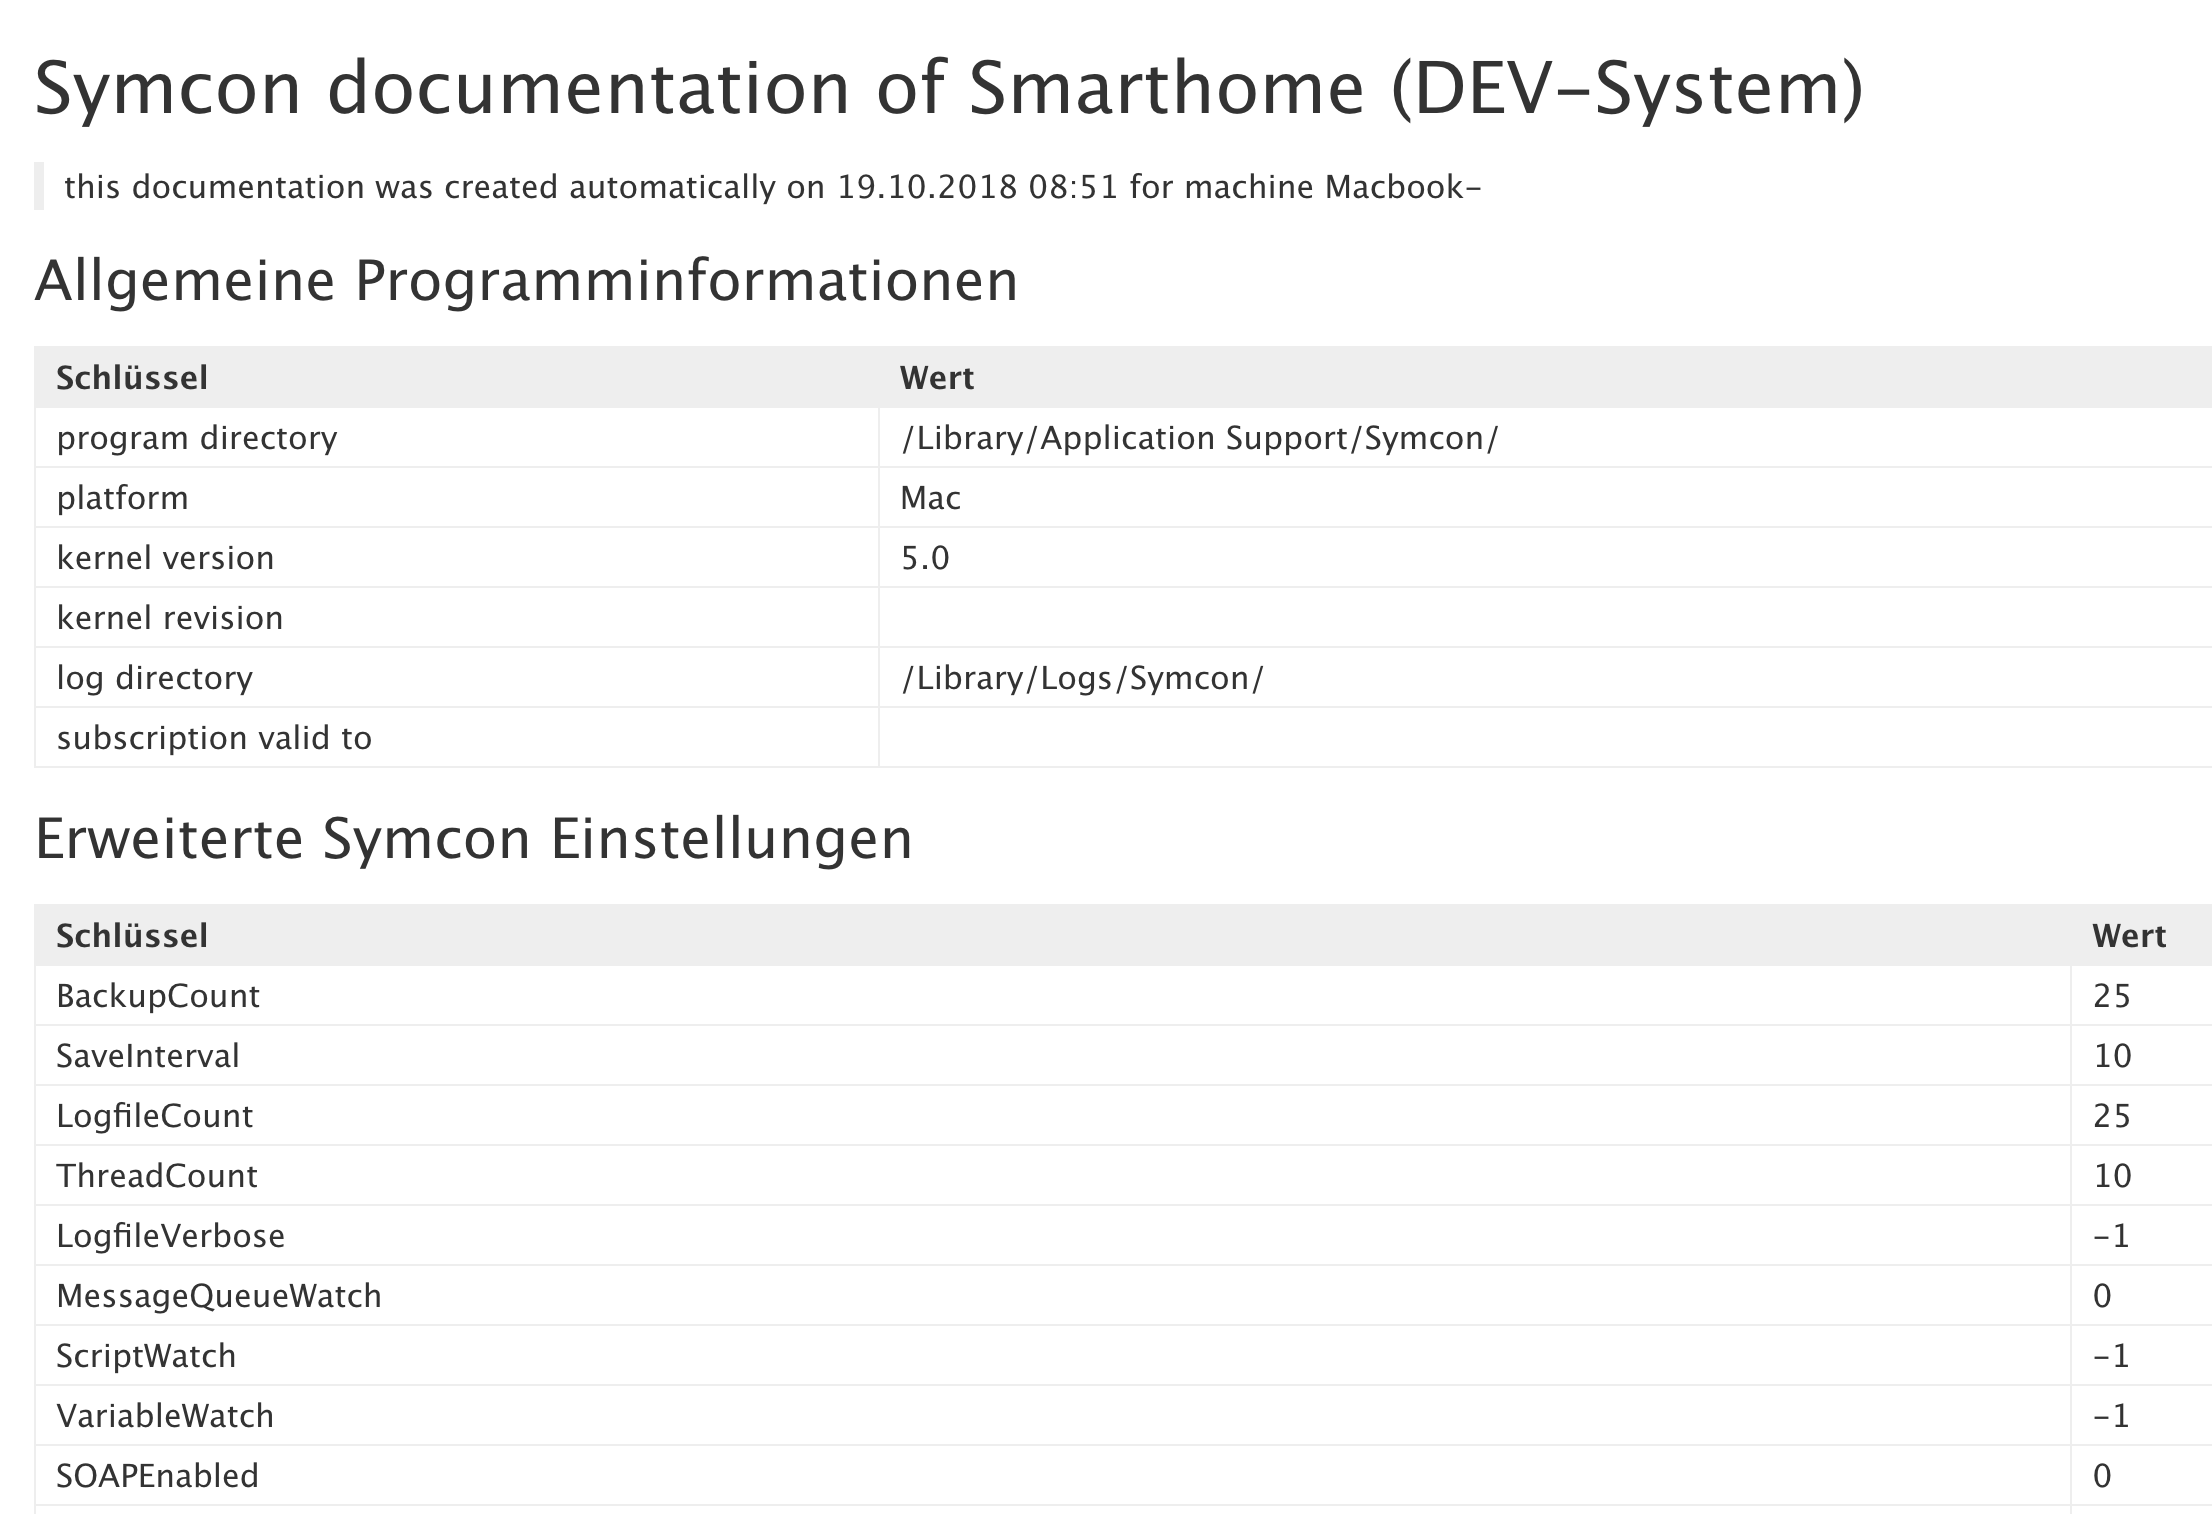 Symcon documentation of Smarthome (DEV-System)
this documentation was created automatically on 19.10.2018 08:51 for machine Macbook-
Allgemeine Programminformationen
Schlüssel Wert
program directory /Library/Application Support/Symcon/
platform Mac
kernel version 5.0
kernel revision
log directory /Library/Logs/Symcon/
subscription valid to
Erweiterte Symcon Einstellungen
Schlüssel Wert
BackupCount 25
SaveInterval 10
LogfileCount 25
ThreadCount 10
LogfileVerbose -1
MessageQueueWatch 0
ScriptWatch -1
VariableWatch -1
SOAPEnabled 0